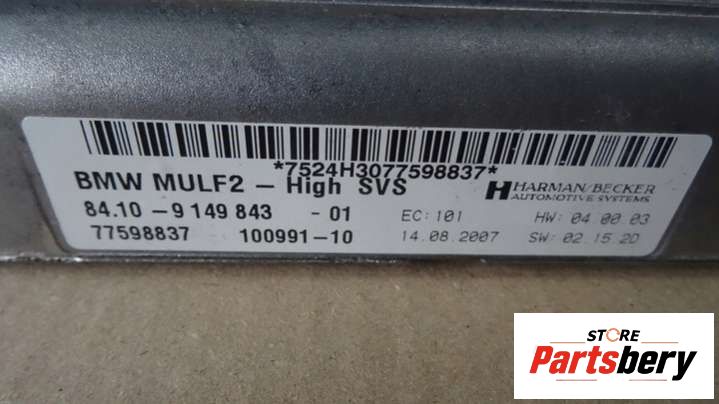 *7524H3077598837*
BMW MULF2 - High SVS
HARMAN/BECKER
AUTOMOTIVE SYSTEMS
84.10 - 9 149 843 - 01 EC: 101 HW: 04.00.03
77598837 100991-10 14.08.2007 SW: 02.15.20
STORE
Partsbery